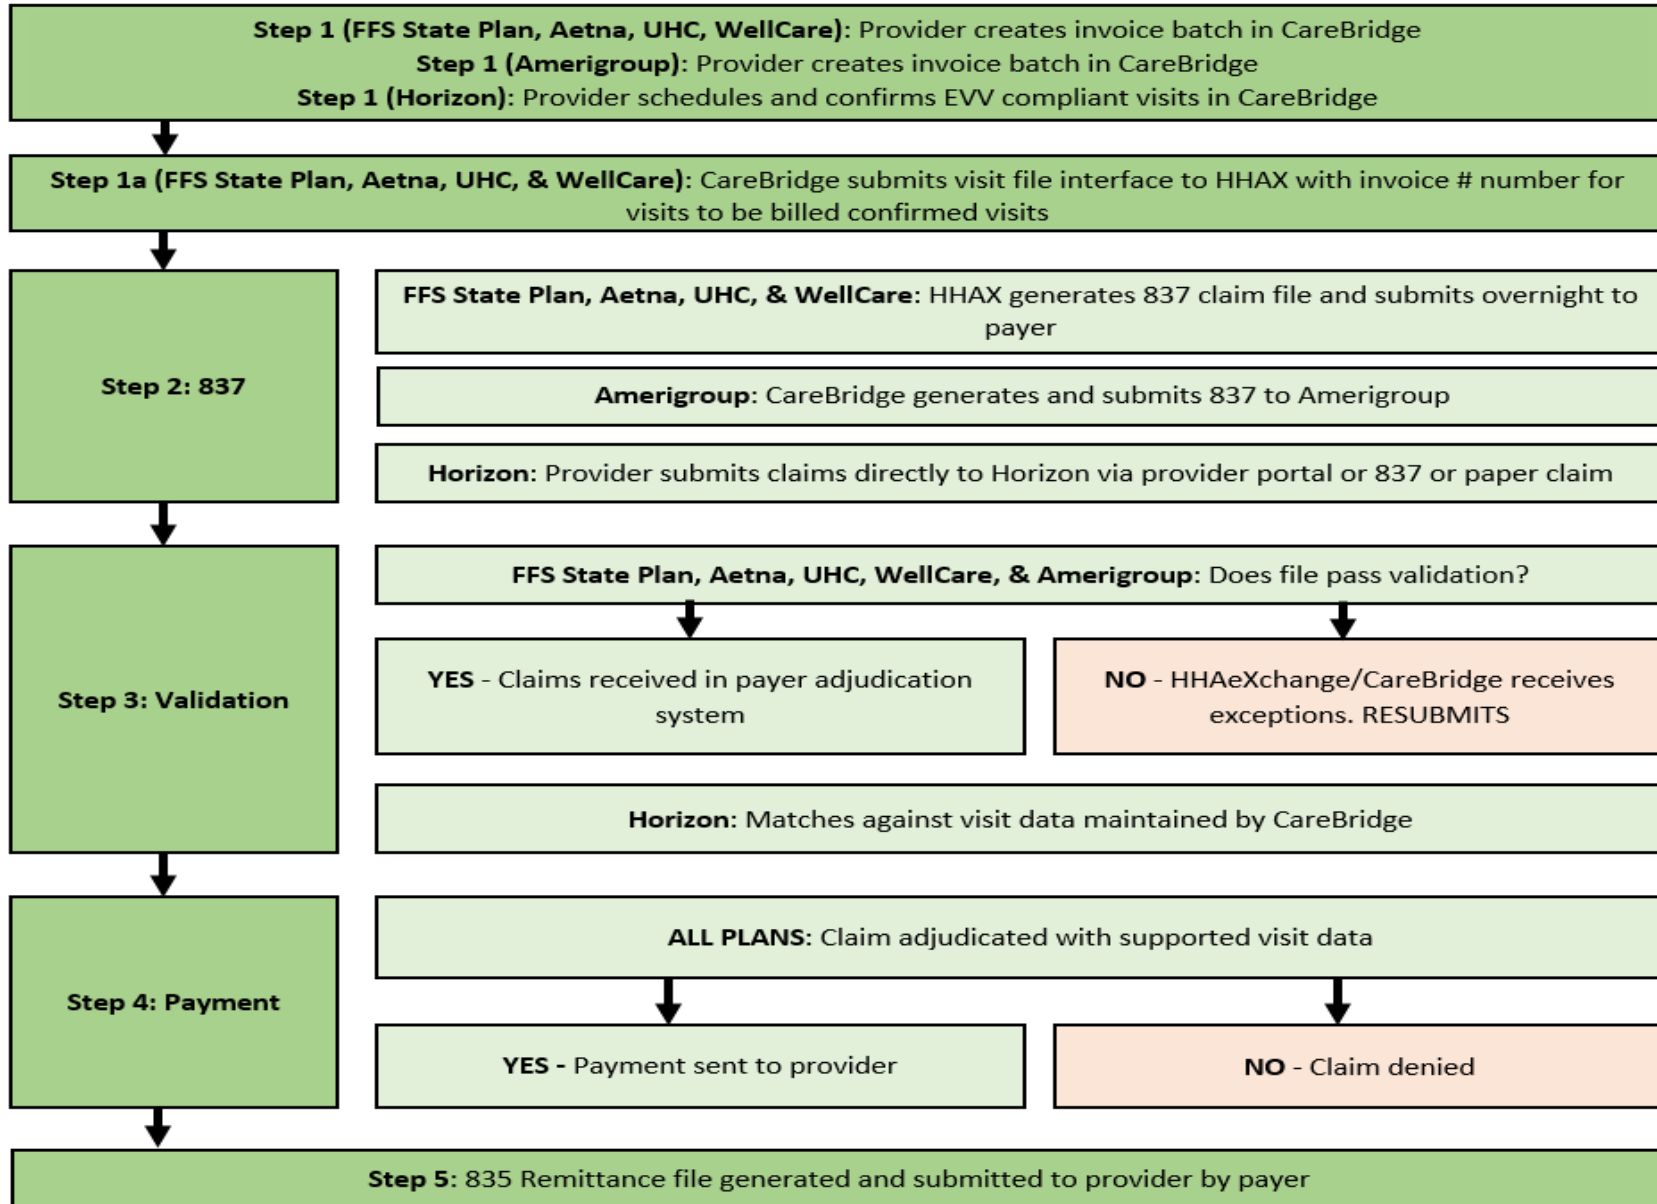 Step 1 (FFS State Plan, Aetna, UHC, WellCare): Provider creates invoice batch in CareBridge
Step 1 (Amerigroup): Provider creates invoice batch in CareBridge
Step 1 (Horizon): Provider schedules and confirms EVV compliant visits in CareBridge
Step 1a (FFS State Plan, Aetna, UHC, & WellCare): CareBridge submits visit file interface to HHAX with invoice # number for
visits to be billed confirmed visits
Step 2: 837
FFS State Plan, Aetna, UHC, & WellCare: HHAX generates 837 claim file and submits overnight to
payer
Amerigroup: CareBridge generates and submits 837 to Amerigroup
Horizon: Provider submits claims directly to Horizon via provider portal or 837 or paper claim
Step 3: Validation
FFS State Plan, Aetna, UHC, WellCare, & Amerigroup: Does file pass validation?
YES - Claims received in payer adjudication
system
NO - HHAeXchange/CareBridge receives
exceptions. RESUBMITS
Horizon: Matches against visit data maintained by CareBridge
Step 4: Payment
ALL PLANS: Claim adjudicated with supported visit data
YES - Payment sent to provider
NO - Claim denied
Step 5: 835 Remittance file generated and submitted to provider by payer